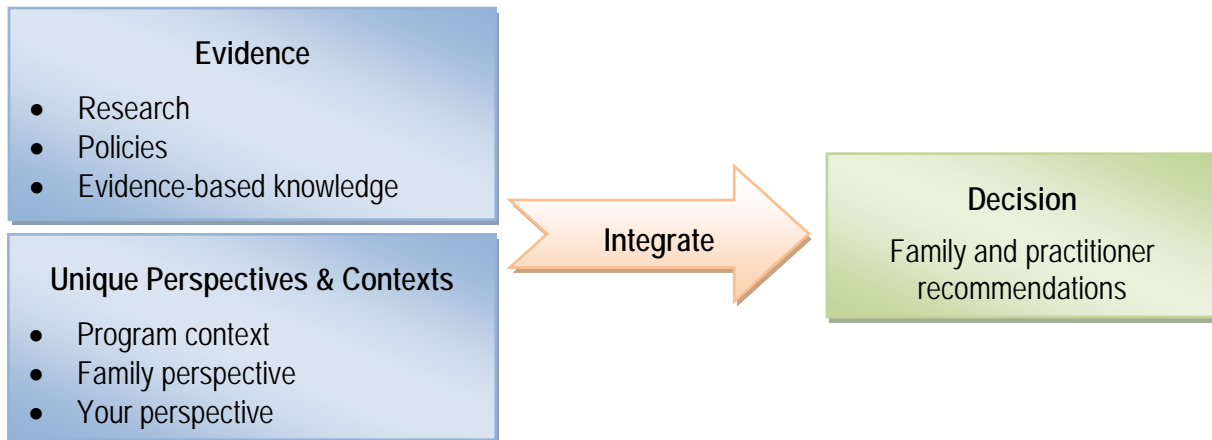 Evidence
• Research
• Policies
• Evidence-based knowledge
Unique Perspectives & Contexts
• Program context
• Family perspective
• Your perspective
Integrate
Decision
Family and practitioner
recommendations